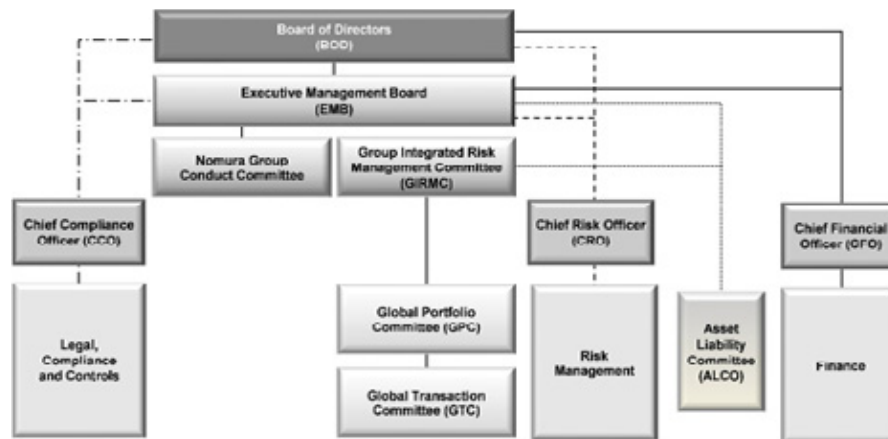 Board of Directors
(BOD)
Executive Management Board
(EMB)
Nomura Group
Conduct Committee
Group Integrated Risk
Management Committee
(GIRMC)
Chief Compliance
Officer (CCO)
Chief Risk Officer
(CRO)
Chief Financial
Officer (CFO)
Legal,
Compliance
and Controls
Global Portfolio
Committee (GPC)
Global Transaction
Committee (GTC)
Risk
Management
Asset
Liability
Committee
(ALCO)
Finance